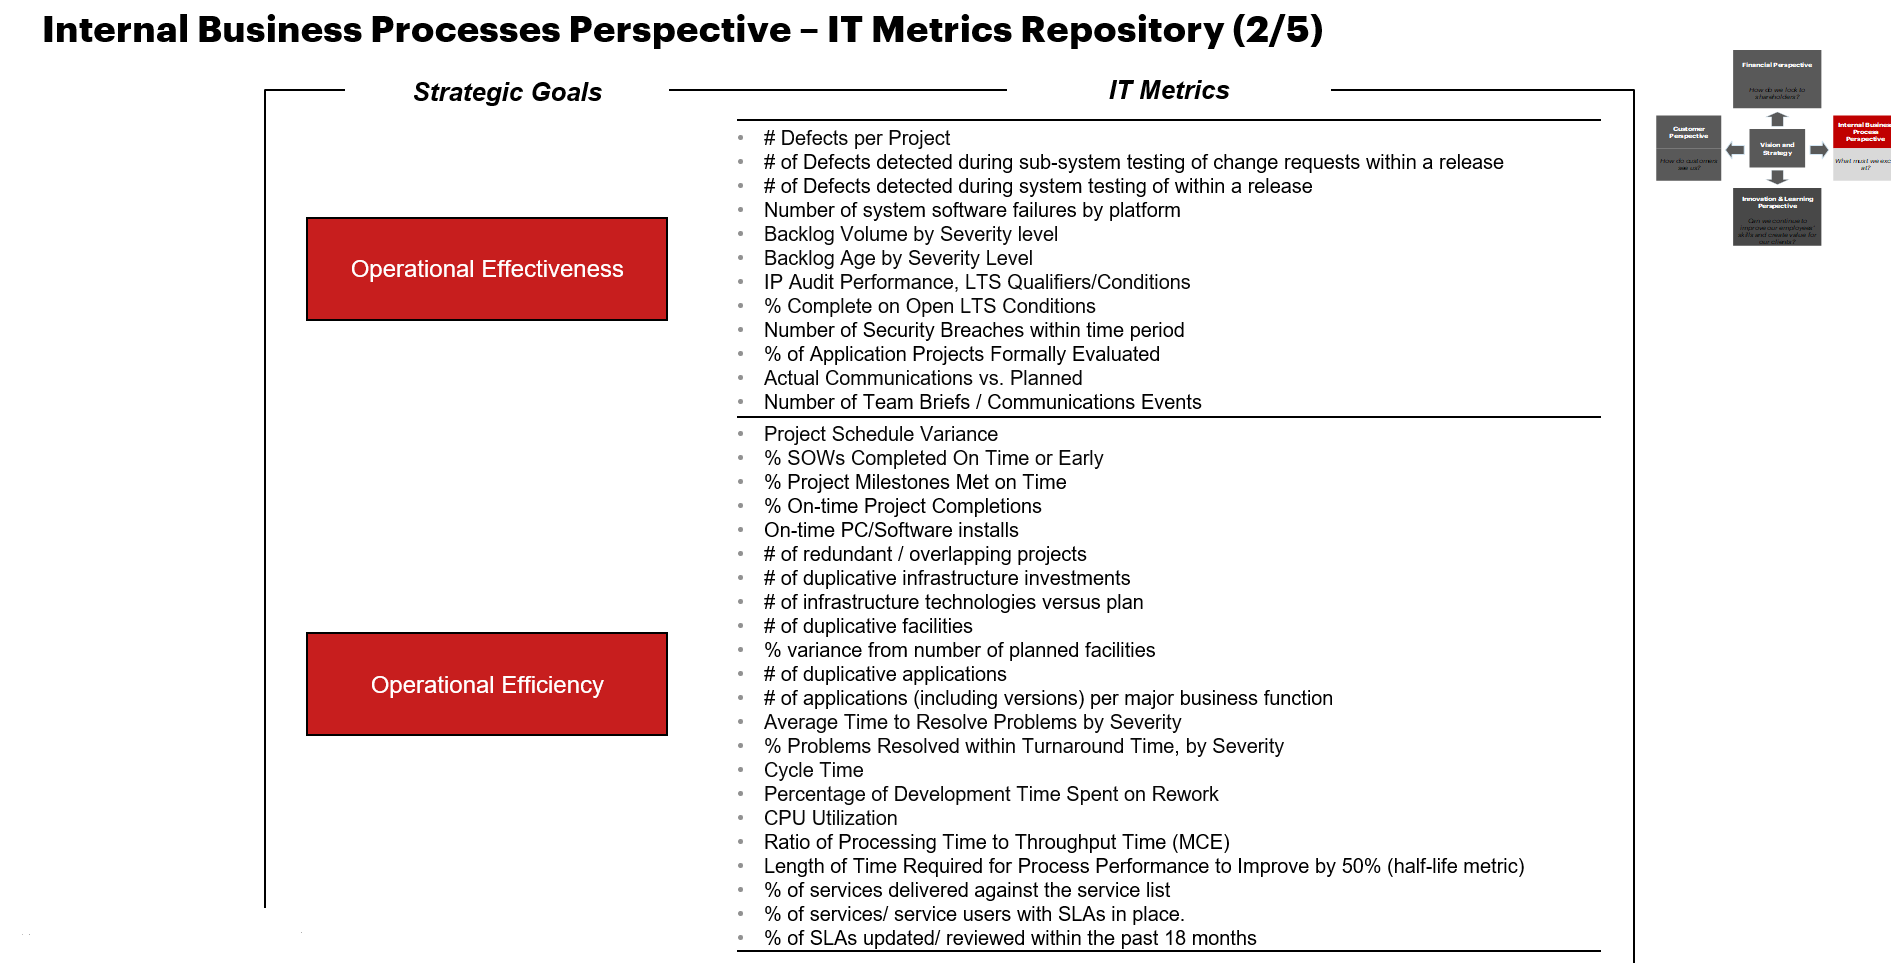 Internal Business Processes Perspective – IT Metrics Repository (2/5)
Strategic Goals
IT Metrics
Operational Effectiveness
• # Defects per Project
• # of Defects detected during sub-system testing of change requests within a release
• # of Defects detected during system testing of within a release
• Number of system software failures by platform
• Backlog Volume by Severity level
• Backlog Age by Severity Level
• IP Audit Performance, LTS Qualifiers/Conditions
• % Complete on Open LTS Conditions
• Number of Security Breaches within time period
• % of Application Projects Formally Evaluated
• Actual Communications vs. Planned
• Number of Team Briefs / Communications Events
Operational Efficiency
• Project Schedule Variance
• % SOWs Completed On Time or Early
• % Project Milestones Met on Time
• % On-time Project Completions
• On-time PC/Software installs
• # of redundant / overlapping projects
• # of duplicative infrastructure investments
• # of infrastructure technologies versus plan
• # of duplicative facilities
• % variance from number of planned facilities
• # of duplicative applications
• # of applications (including versions) per major business function
• Average Time to Resolve Problems by Severity
• % Problems Resolved within Turnaround Time, by Severity
• Cycle Time
• Percentage of Development Time Spent on Rework
• CPU Utilization
• Ratio of Processing Time to Throughput Time (MCE)
• Length of Time Required for Process Performance to Improve by 50% (half-life metric)
• % of services delivered against the service list
• % of services/ service users with SLAs in place.
• % of SLAs updated/ reviewed within the past 18 months
Financial Perspective
How do we look to
shareholders?
Customer
Perspective
How do customers
see us?
Vision and
Strategy
Internal Business
Process
Perspective
What must we exc
at?
Innovation & Learning
Perspective
Can we continue to
improve our employees'
skills and create value for
our clients?